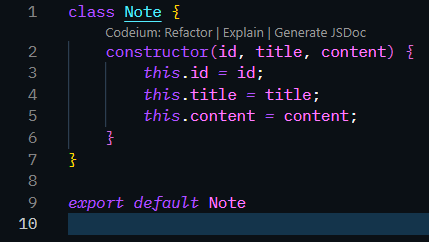 1 class Note {
Codeium: Refactor | Explain | Generate JSDoc
2 constructor(id, title, content) {
3 this.id = id;
4 this.title = title;
5 this.content = content;
6 }
7 }
8
9 export default Note
10